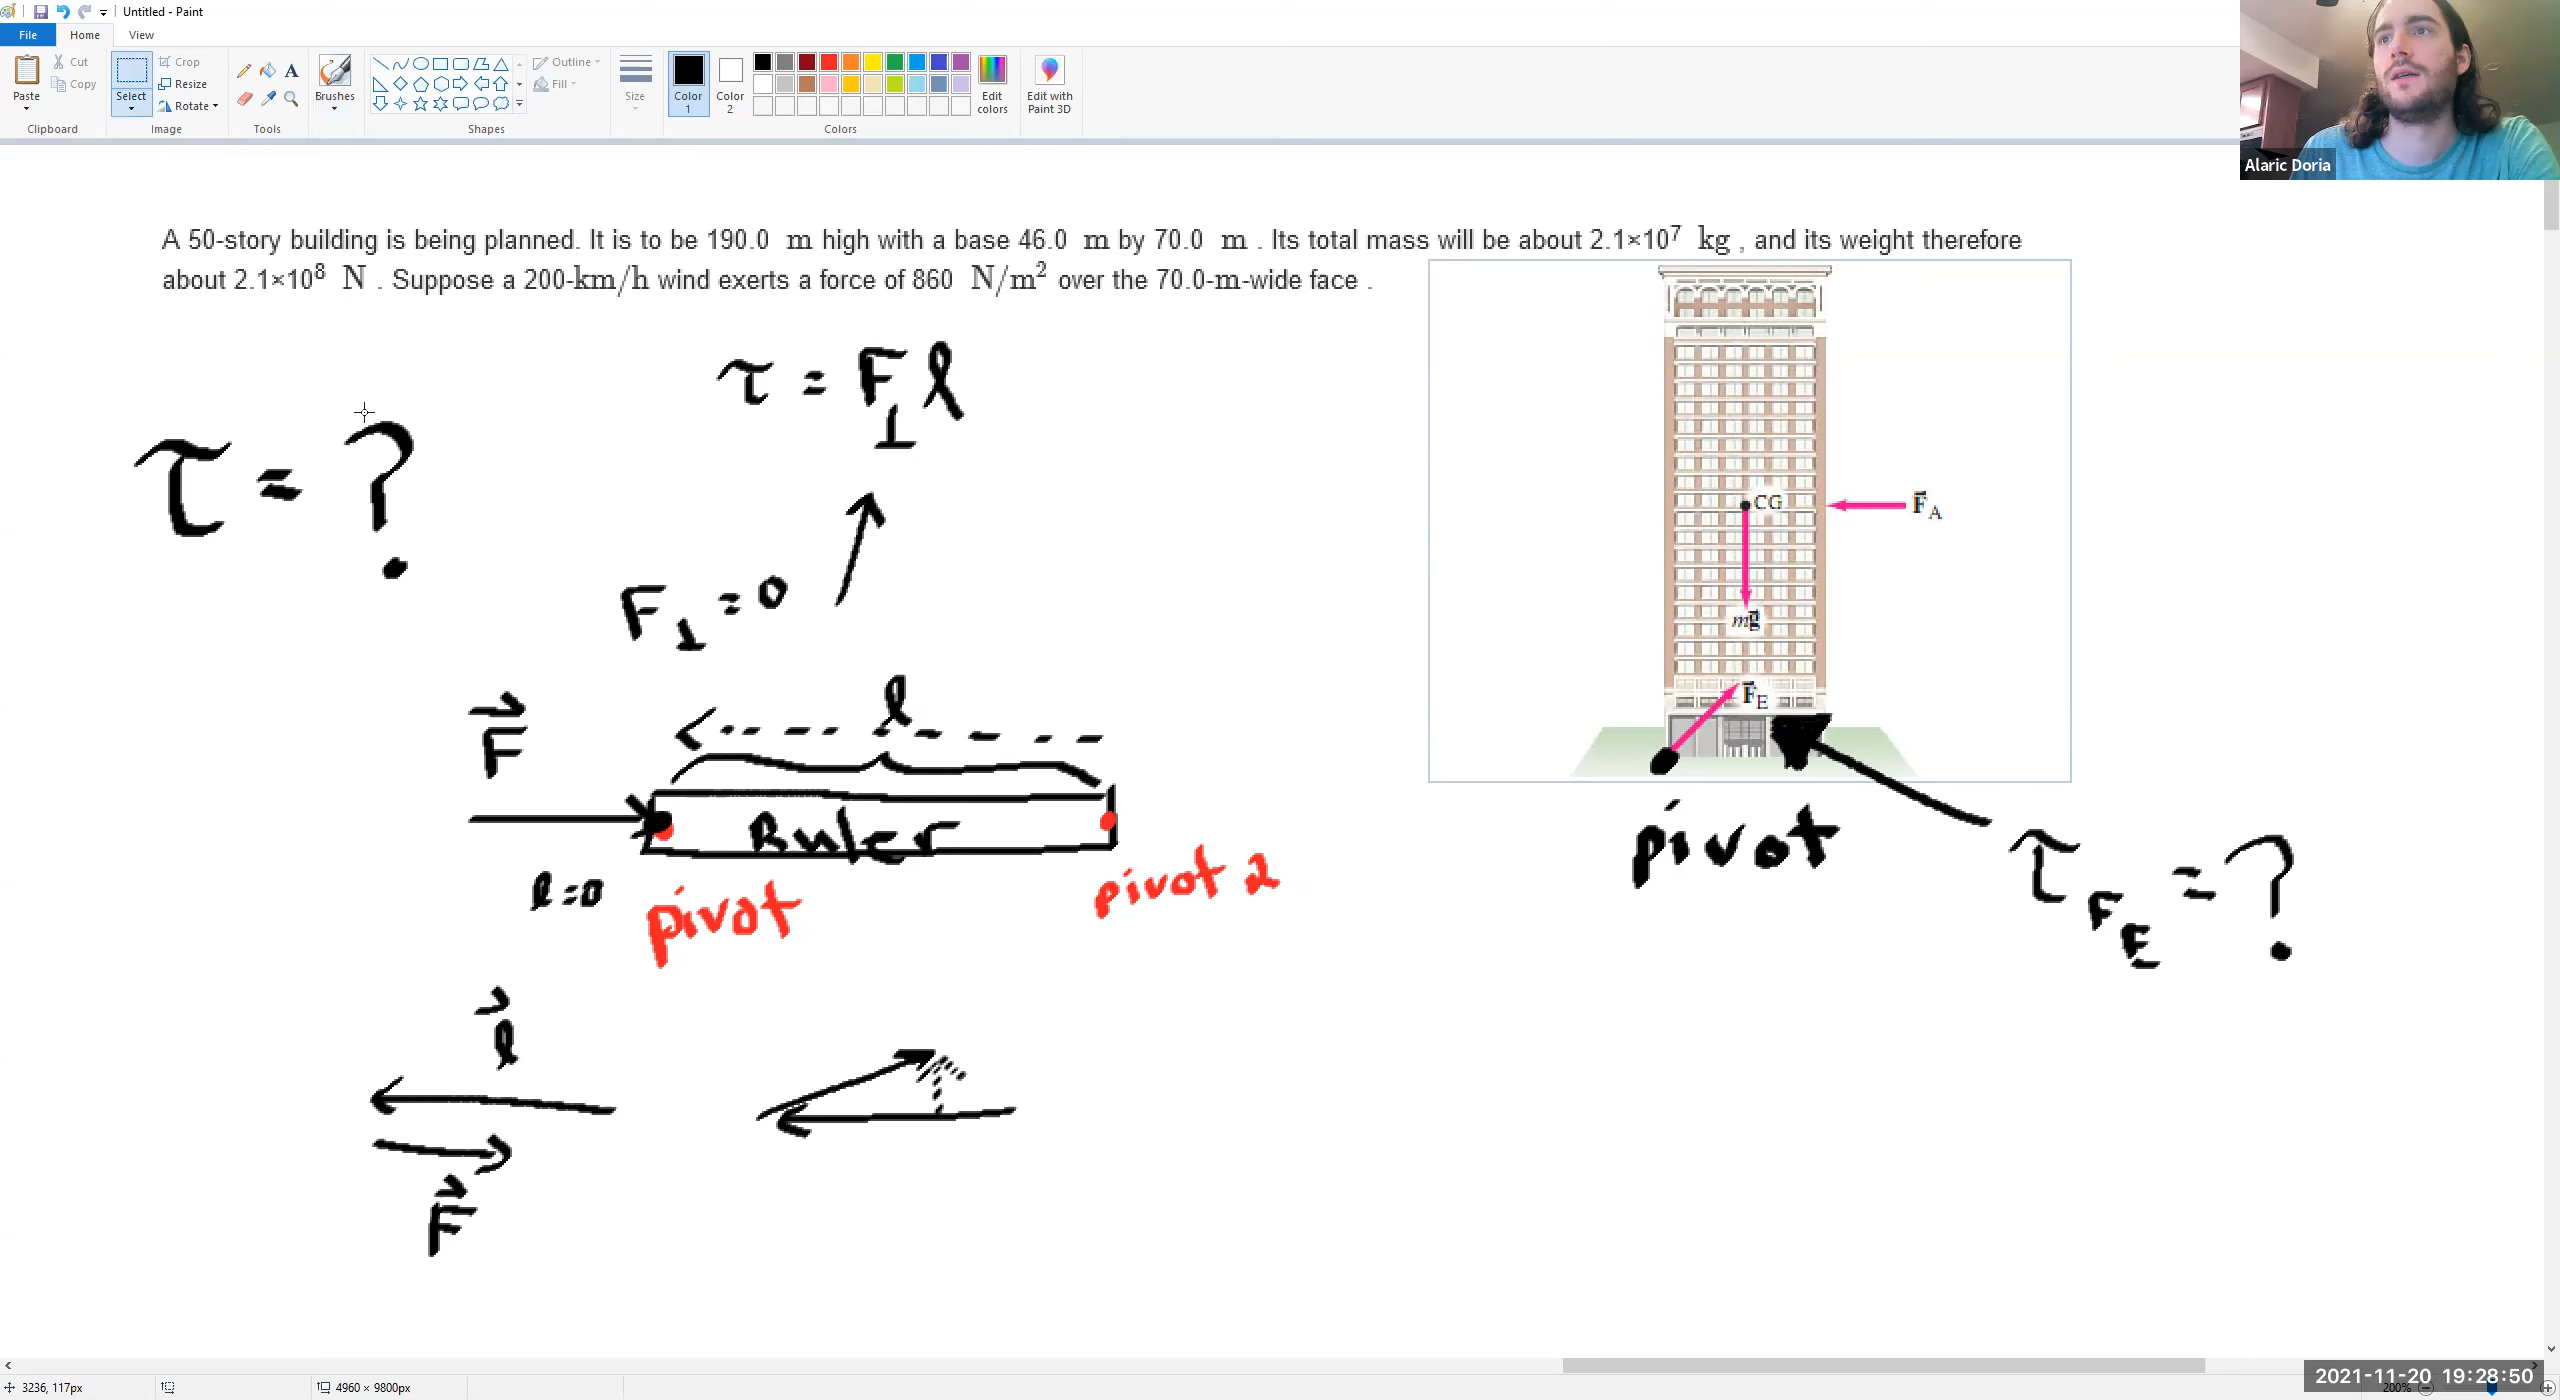 Untitled - Paint
File Home View
Paste Cut Copy Clipboard
Select Crop Resize Rotate Image
Tools
Brushes
Outline Fill Shapes
Size
Color 1 Color 2 Edit colors Colors
Edit with Paint 3D
Alaric Doria
A 50-story building is being planned. It is to be 190.0 m high with a base 46.0 m by 70.0 m . Its total mass will be about 2.1×10⁷ kg , and its weight therefore
about 2.1×10⁸ N . Suppose a 200-km/h wind exerts a force of 860 N/m² over the 70.0-m-wide face .
τ = F⊥ l
τ = ?
CG
F⃗A
F⊥ = 0
mg⃗
l
F⃗E
F⃗
Ruler
pivot
l=0
pivot
pivot 2
τFE = ?
l⃗
F⃗
3236, 117px
4960 × 9800px
2021-11-20 19:28:50
200%